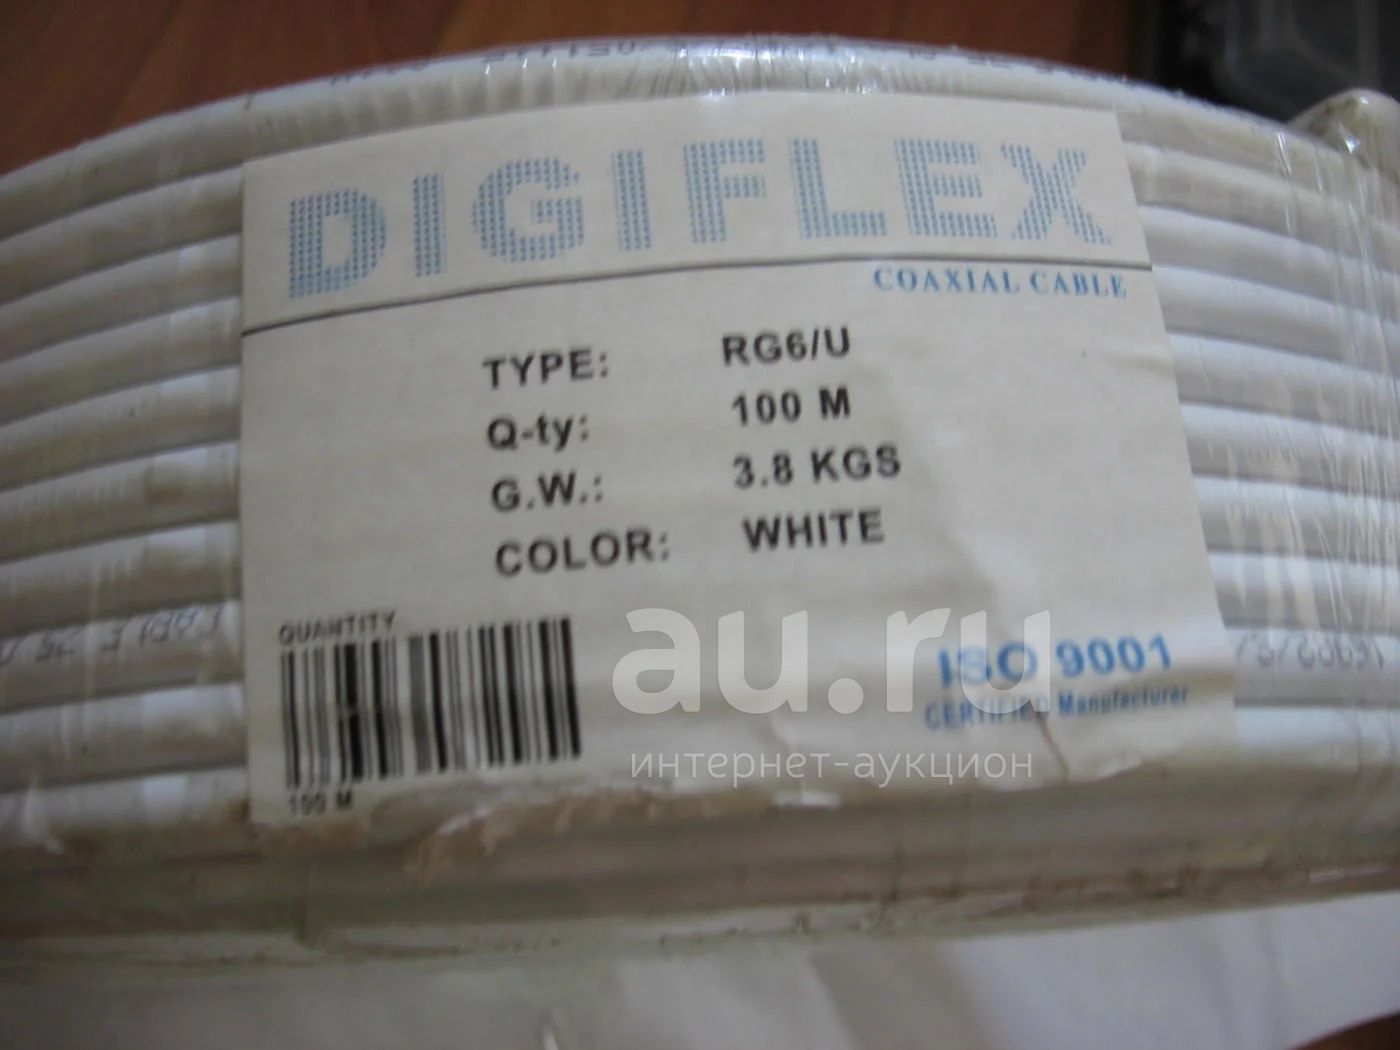 DIGIFLEX
COAXIAL CABLE
TYPE: RG6/U
Q-ty: 100 M
G.W.: 3.8 KGS
COLOR: WHITE
QUANTITY
100 M
ISO 9001
CERTIFIED Manufacturer
au.ru
интернет-аукцион